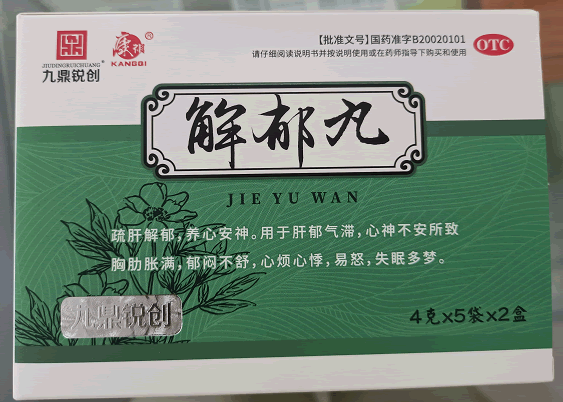 【批准文号】国药准字B20020101
请仔细阅读说明书并按说明使用或在药师指导下购买和使用
OTC
JIUDINGRUICHUANG
九鼎锐创
康祺
KANGQI
解郁丸
JIE YU WAN
疏肝解郁,养心安神。用于肝郁气滞,心神不安所致
胸肋胀满,郁闷不舒,心烦心悸,易怒,失眠多梦。
九鼎锐创
4克x5袋x2盒